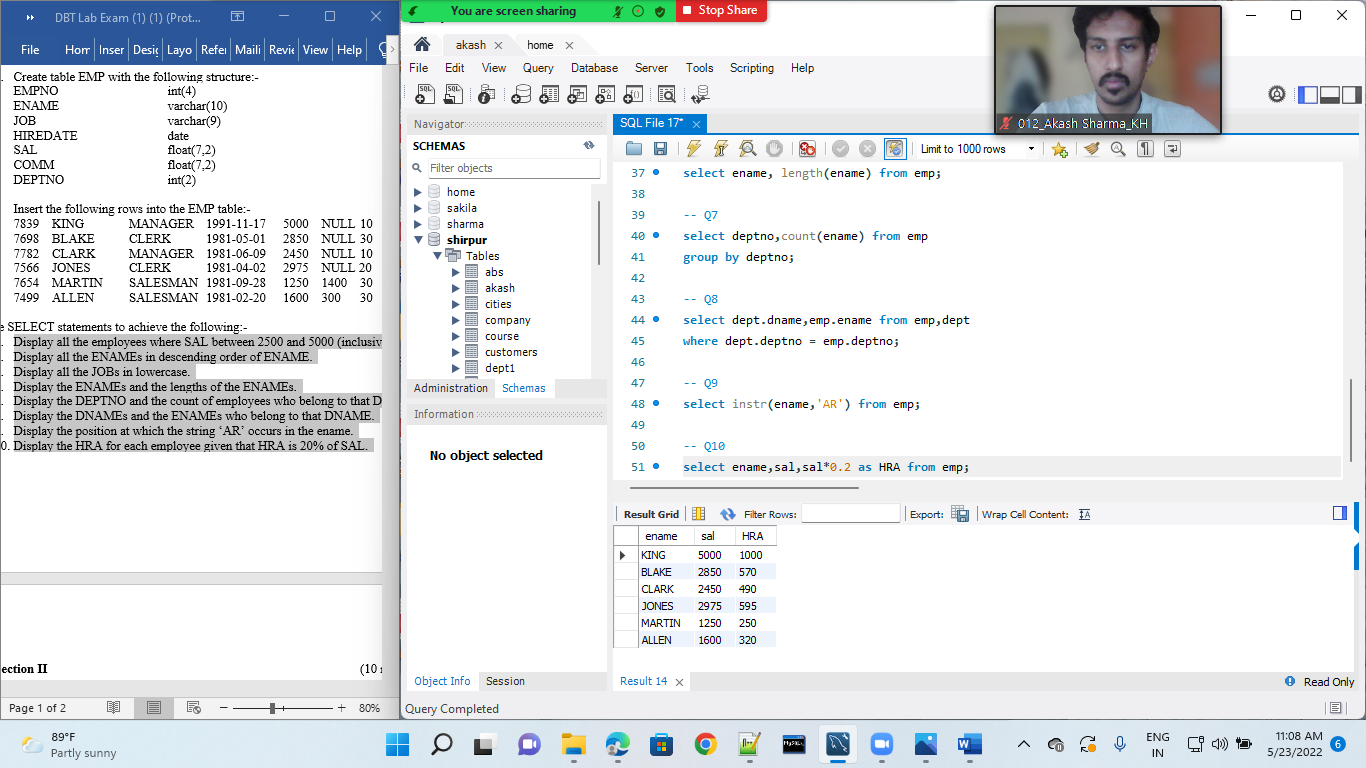 DBT Lab Exam (1) (1) (Prot...
File Hor Inser Desig Layo Refer Maili Revie View Help
. Create table EMP with the following structure:-
EMPNO int(4)
ENAME varchar(10)
JOB varchar(9)
HIREDATE date
SAL float(7,2)
COMM float(7,2)
DEPTNO int(2)
Insert the following rows into the EMP table:-
7839 KING MANAGER 1991-11-17 5000 NULL 10
7698 BLAKE CLERK 1981-05-01 2850 NULL 30
7782 CLARK MANAGER 1981-06-09 2450 NULL 10
7566 JONES CLERK 1981-04-02 2975 NULL 20
7654 MARTIN SALESMAN 1981-09-28 1250 1400 30
7499 ALLEN SALESMAN 1981-02-20 1600 300 30
e SELECT statements to achieve the following:-
. Display all the employees where SAL between 2500 and 5000 (inclusiv
. Display all the ENAMEs in descending order of ENAME.
. Display all the JOBs in lowercase.
. Display the ENAMEs and the lengths of the ENAMEs.
. Display the DEPTNO and the count of employees who belong to that D
. Display the DNAMEs and the ENAMEs who belong to that DNAME.
. Display the position at which the string ‘AR’ occurs in the ename.
0. Display the HRA for each employee given that HRA is 20% of SAL.
ection II (10
Page 1 of 2 80%
You are screen sharing Stop Share
akash home
File Edit View Query Database Server Tools Scripting Help
012_Akash Sharma_KH
Navigator
SCHEMAS
Filter objects
home
sakila
sharma
shirpur
Tables
abs
akash
cities
company
course
customers
dept1
Administration Schemas
Information
No object selected
Object Info Session
SQL File 17*
Limit to 1000 rows
37 select ename, length(ename) from emp;
38
39 -- Q7
40 select deptno,count(ename) from emp
41 group by deptno;
42
43 -- Q8
44 select dept.dname,emp.ename from emp,dept
45 where dept.deptno = emp.deptno;
46
47 -- Q9
48 select instr(ename,'AR') from emp;
49
50 -- Q10
51 select ename,sal,sal*0.2 as HRA from emp;
Result Grid Filter Rows: Export: Wrap Cell Content:
ename sal HRA
KING 5000 1000
BLAKE 2850 570
CLARK 2450 490
JONES 2975 595
MARTIN 1250 250
ALLEN 1600 320
Result 14 Read Only
Query Completed
89°F
Partly sunny
ENG
IN
11:08 AM
5/23/2022
6